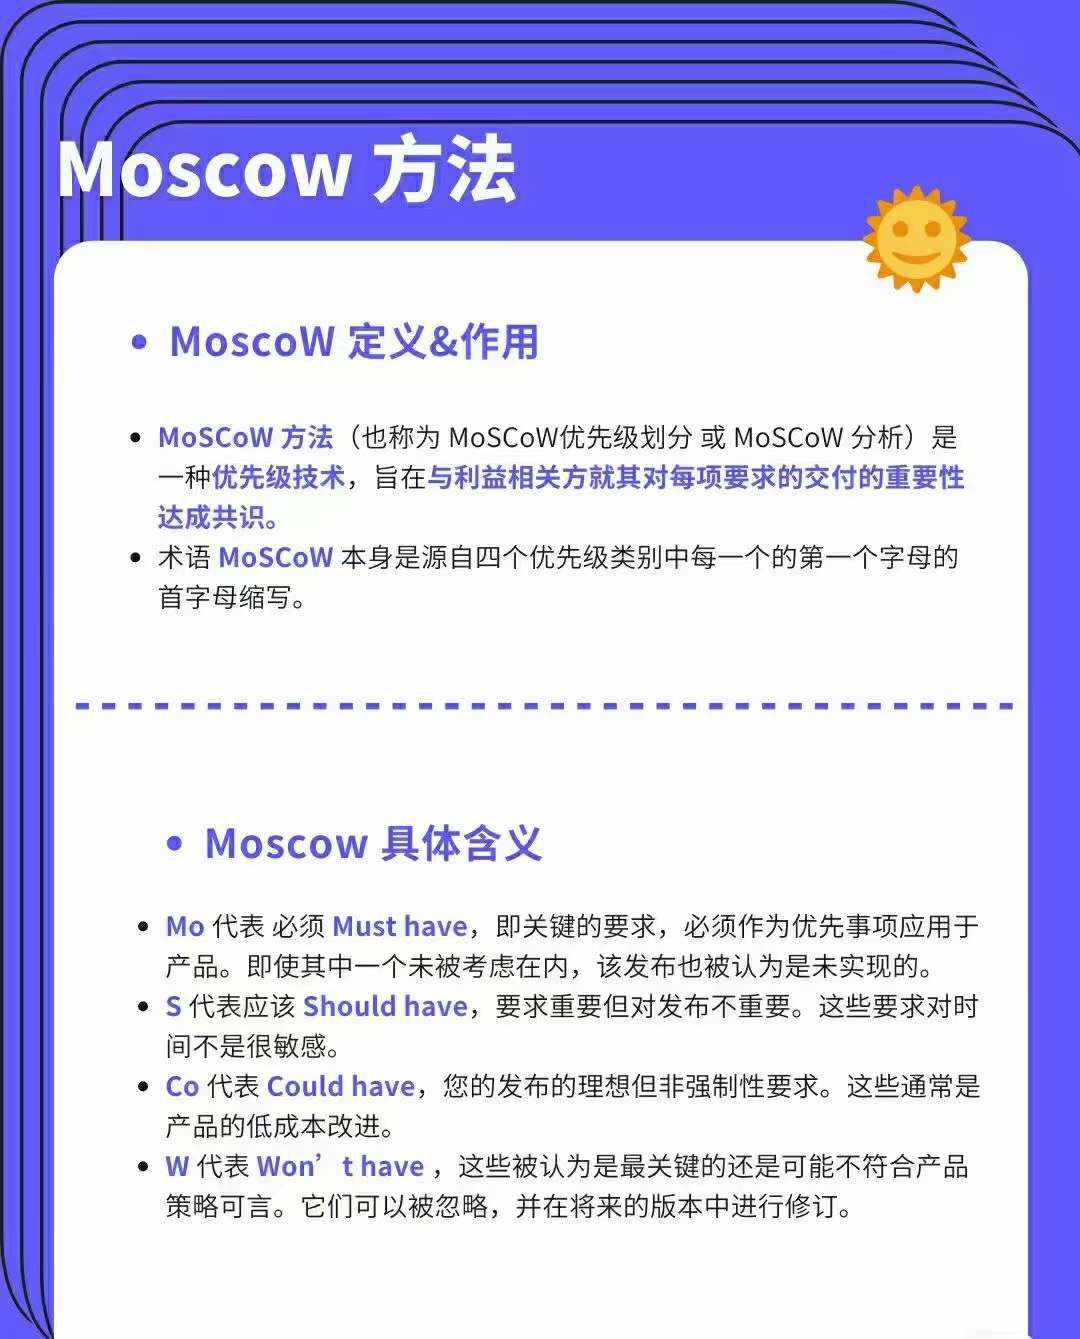 Moscow 方法
MoscoW 定义&作用
MoSCoW 方法（也称为 MoSCoW优先级划分 或 MoSCoW 分析）是
一种优先级技术，旨在与利益相关方就其对每项要求的交付的重要性
达成共识。
术语 MoSCoW 本身是源自四个优先级类别中每一个的第一个字母的
首字母缩写。
Moscow 具体含义
Mo 代表 必须 Must have，即关键的要求，必须作为优先事项应用于
产品。即使其中一个未被考虑在内，该发布也被认为是未实现的。
S 代表应该 Should have，要求重要但对发布不重要。这些要求对时
间不是很敏感。
Co 代表 Could have，您的发布的理想但非强制性要求。这些通常是
产品的低成本改进。
W 代表 Won’t have ，这些被认为是最关键的还是可能不符合产品
策略可言。它们可以被忽略，并在将来的版本中进行修订。